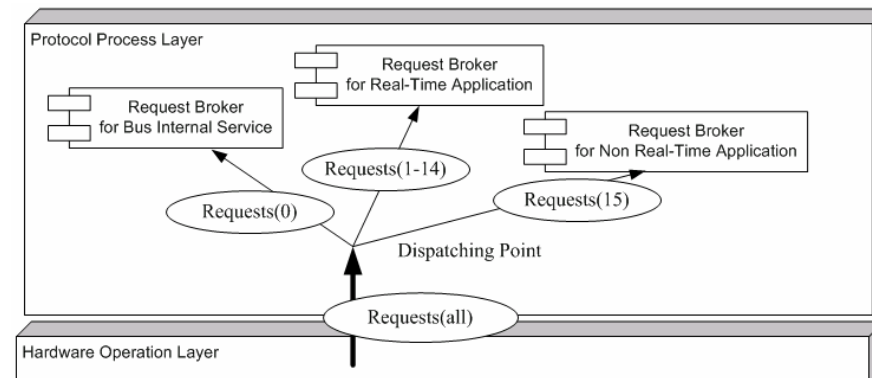 Protocol Process Layer
Request Broker
for Real-Time Application
Request Broker
for Bus Internal Service
Request Broker
for Non Real-Time Application
Requests(1-14)
Requests(0)
Requests(15)
Dispatching Point
Requests(all)
Hardware Operation Layer